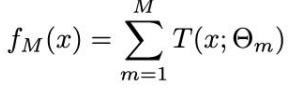 $f_M(x) = \sum_{m=1}^{M} T(x; \Theta_m)$